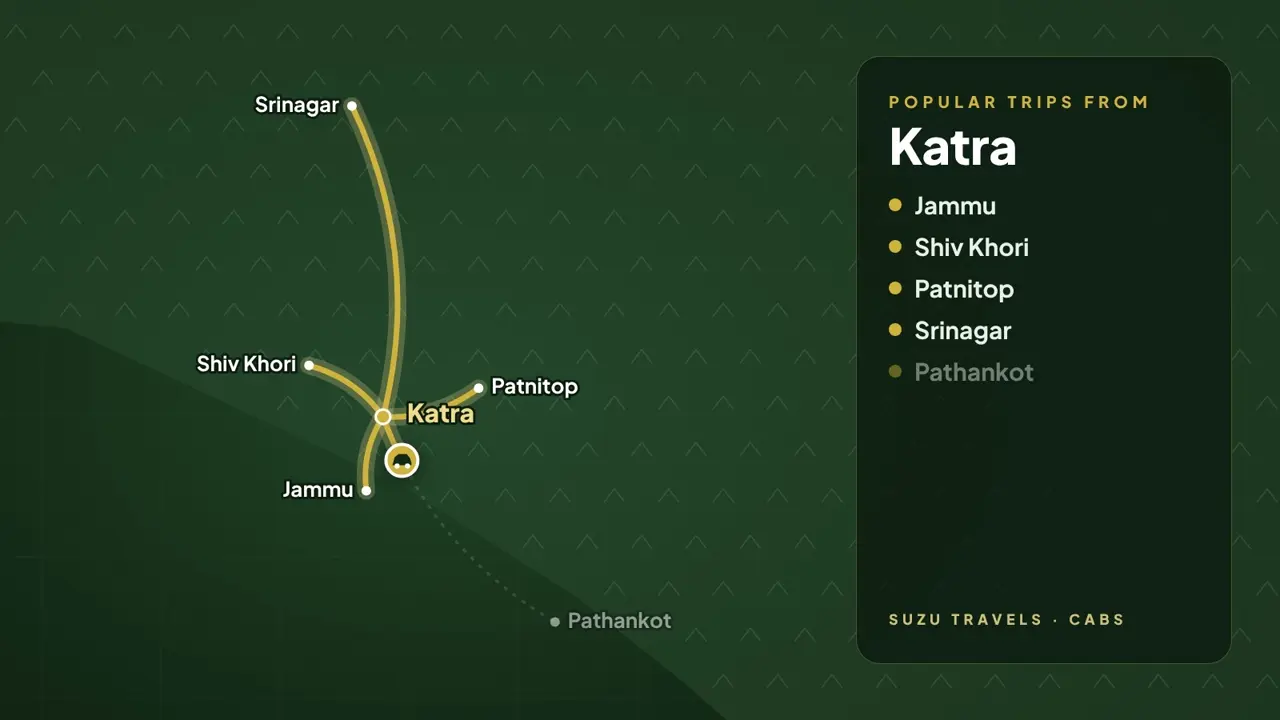 Srinagar
Shiv Khori
Patnitop
Katra
Jammu
Pathankot
POPULAR TRIPS FROM
Katra
Jammu
Shiv Khori
Patnitop
Srinagar
Pathankot
SUZU TRAVELS · CABS